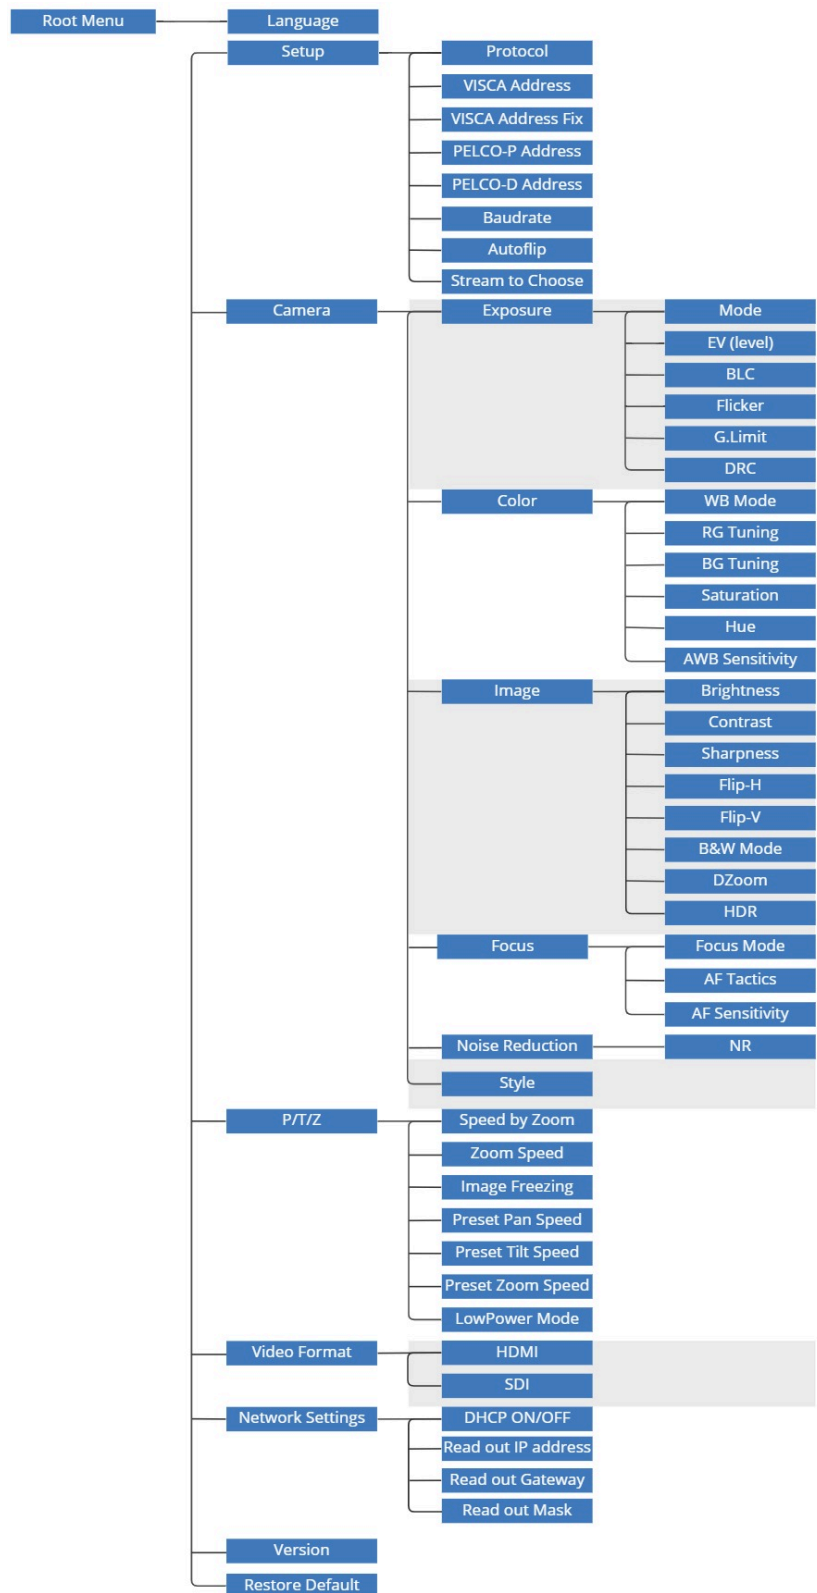 Root Menu
Language
Setup
Protocol
VISCA Address
VISCA Address Fix
PELCO-P Address
PELCO-D Address
Baudrate
Autoflip
Stream to Choose
Camera
Exposure
Mode
EV (level)
BLC
Flicker
G.Limit
DRC
Color
WB Mode
RG Tuning
BG Tuning
Saturation
Hue
AWB Sensitivity
Image
Brightness
Contrast
Sharpness
Flip-H
Flip-V
B&W Mode
DZoom
HDR
Focus
Focus Mode
AF Tactics
AF Sensitivity
Noise Reduction
NR
Style
P/T/Z
Speed by Zoom
Zoom Speed
Image Freezing
Preset Pan Speed
Preset Tilt Speed
Preset Zoom Speed
LowPower Mode
Video Format
HDMI
SDI
Network Settings
DHCP ON/OFF
Read out IP address
Read out Gateway
Read out Mask
Version
Restore Default